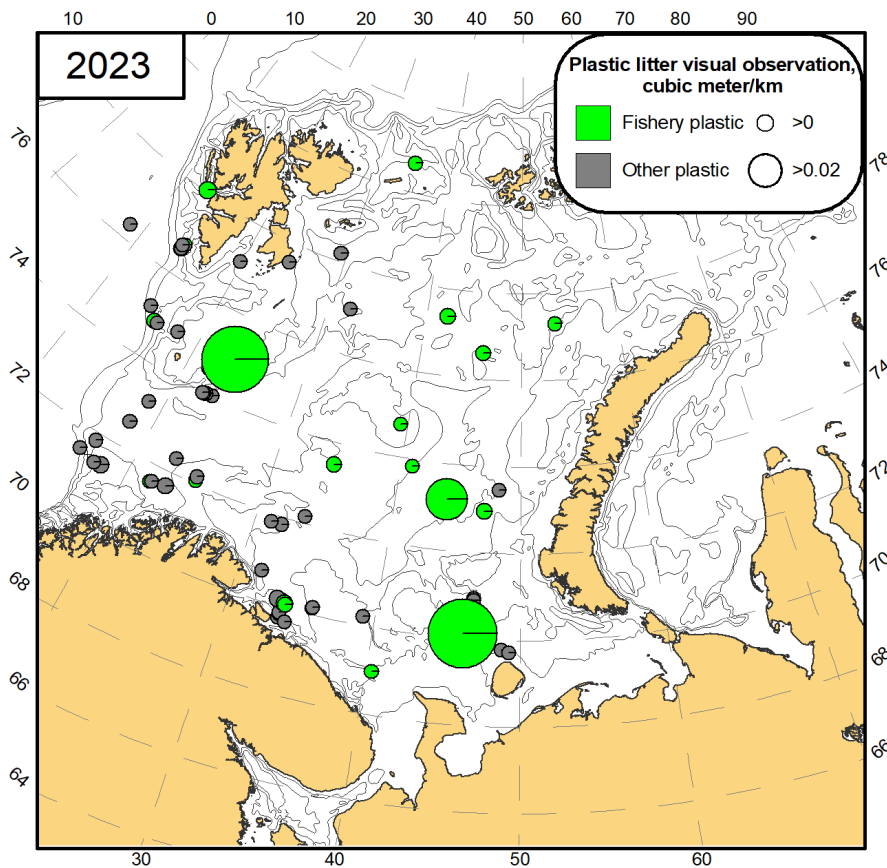 10 0 10 20 30 40 50 60 70 80 90
2023
Plastic litter visual observation,
cubic meter/km
Fishery plastic >0
Other plastic >0.02
76
78
74
76
72
74
70
72
68
70
66
68
64
66
30 40 50 60